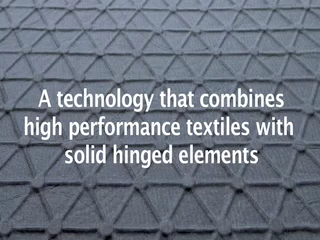 A technology that combines
high performance textiles with
solid hinged elements